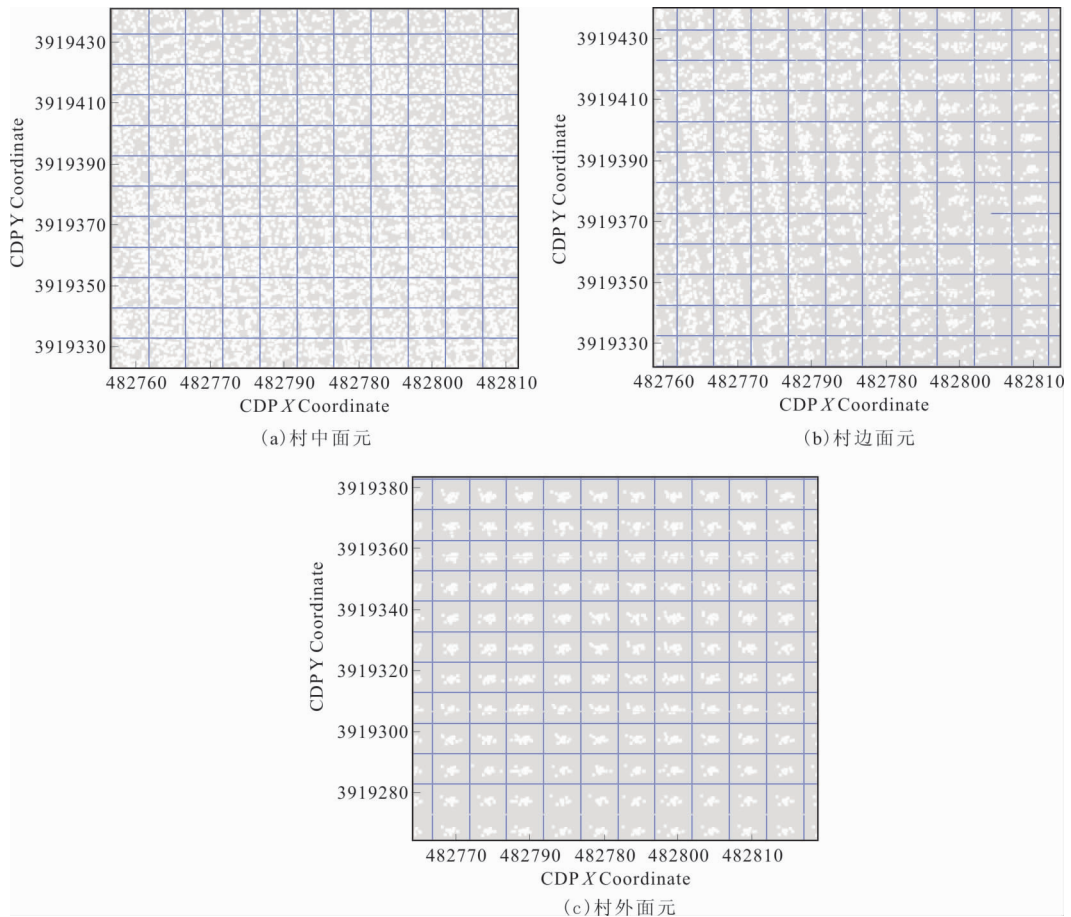 3919430
3919410
3919390
3919370
3919350
3919330
CDP Y Coordinate
482760 482770 482790 482780 482800 482810
CDP X Coordinate
(a)村中面元
3919430
3919410
3919390
3919370
3919350
3919330
CDP Y Coordinate
482760 482770 482790 482780 482800 482810
CDP X Coordinate
(b)村边面元
3919380
3919360
3919340
3919320
3919300
3919280
CDP Y Coordinate
482770 482790 482780 482800 482810
CDP X Coordinate
(c)村外面元